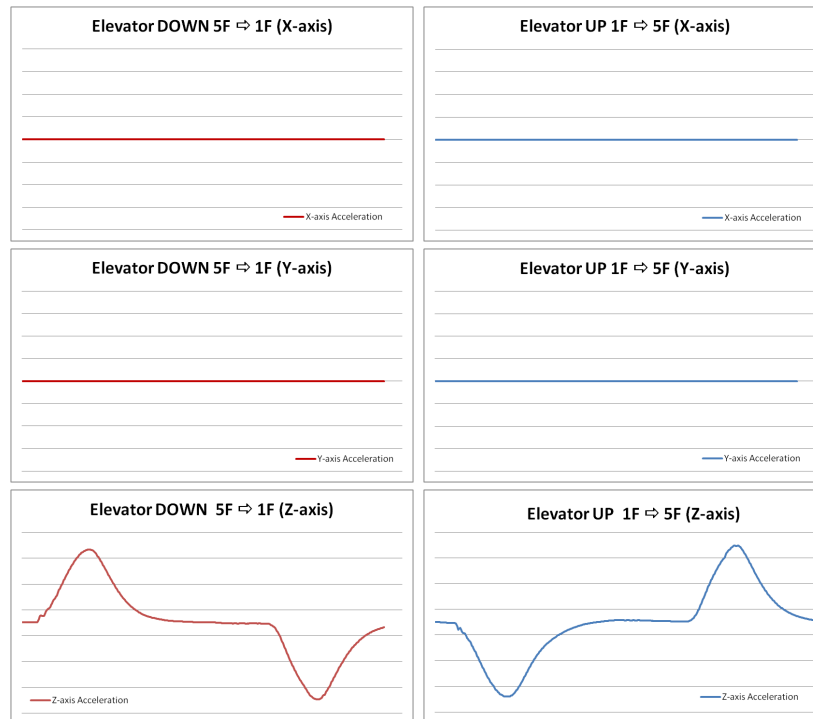 Elevator DOWN 5F ⇨ 1F (X-axis)
X-axis Acceleration
Elevator UP 1F ⇨ 5F (X-axis)
X-axis Acceleration
Elevator DOWN 5F ⇨ 1F (Y-axis)
Y-axis Acceleration
Elevator UP 1F ⇨ 5F (Y-axis)
Y-axis Acceleration
Elevator DOWN 5F ⇨ 1F (Z-axis)
Z-axis Acceleration
Elevator UP 1F ⇨ 5F (Z-axis)
Z-axis Acceleration